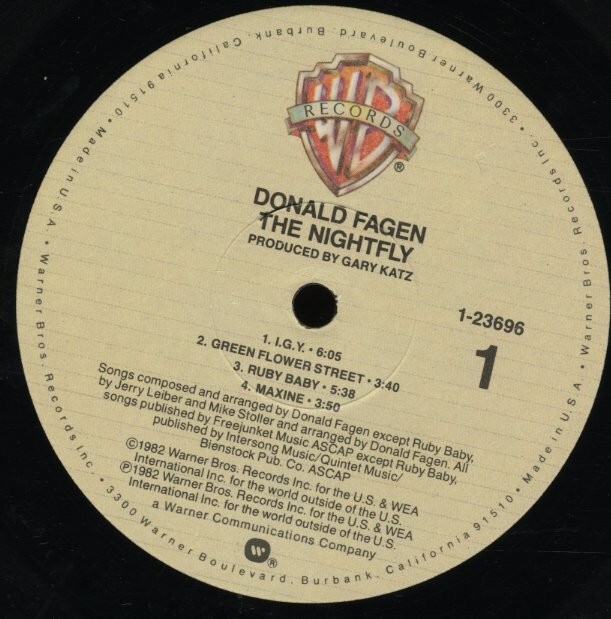 WB
RECORDS
®
DONALD FAGEN
THE NIGHTFLY
PRODUCED BY GARY KATZ
1-23696
1
1. I.G.Y. • 6:05
2. GREEN FLOWER STREET • 3:40
3. RUBY BABY • 5:38
4. MAXINE • 3:50
Songs composed and arranged by Donald Fagen except Ruby Baby,
by Jerry Leiber and Mike Stoller and arranged by Donald Fagen. All
songs published by Freejunket Music ASCAP except Ruby Baby,
published by Intersong Music/Quintet Music/
Bienstock Pub. Co. ASCAP
©1982 Warner Bros. Records Inc. for the U.S. & WEA
International Inc. for the world outside of the U.S.
℗1982 Warner Bros. Records Inc. for the U.S. & WEA
International Inc. for the world outside of the U.S.
a Warner Communications Company
®
Warner Bros. Records Inc. • 3300 Warner Boulevard, Burbank, California 91510 • Made in U.S.A. • Warner Bros. Records Inc. • 3300 Warner Boulevard, Burbank, California 91510 • Made in U.S.A. •